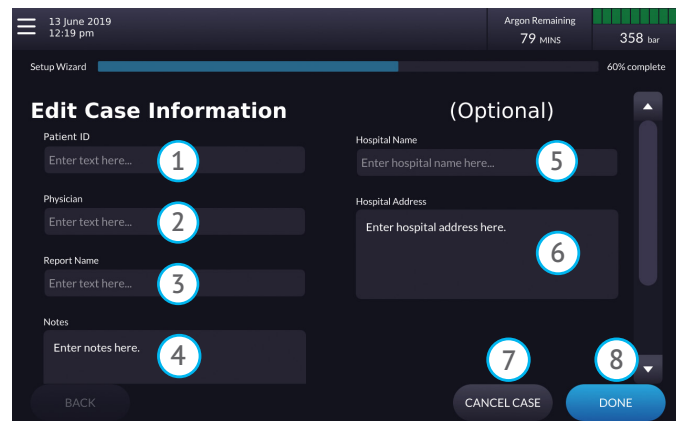 13 June 2019
12:19 pm
Argon Remaining
79 MINS
358 bar
Setup Wizard
60% complete
Edit Case Information
(Optional)
Patient ID
Enter text here...
1
Physician
Enter text here...
2
Report Name
Enter text here...
3
Notes
Enter notes here.
4
Hospital Name
Enter hospital name here...
5
Hospital Address
Enter hospital address here.
6
7
8
BACK
CANCEL CASE
DONE